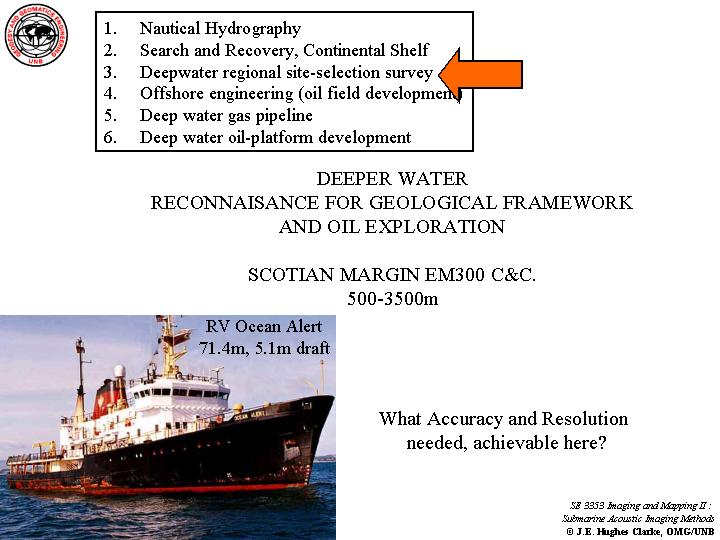 GEODESY AND GEOMATICS ENGINEERING
UNB
1. Nautical Hydrography
2. Search and Recovery, Continental Shelf
3. Deepwater regional site-selection survey
4. Offshore engineering (oil field development)
5. Deep water gas pipeline
6. Deep water oil-platform development
DEEPER WATER
RECONNAISANCE FOR GEOLOGICAL FRAMEWORK
AND OIL EXPLORATION
SCOTIAN MARGIN EM300 C&C.
500-3500m
RV Ocean Alert
71.4m, 5.1m draft
OCEAN ALERT
What Accuracy and Resolution
needed, achievable here?
SE 3353 Imaging and Mapping II :
Submarine Acoustic Imaging Methods
© J.E. Hughes Clarke, OMG/UNB